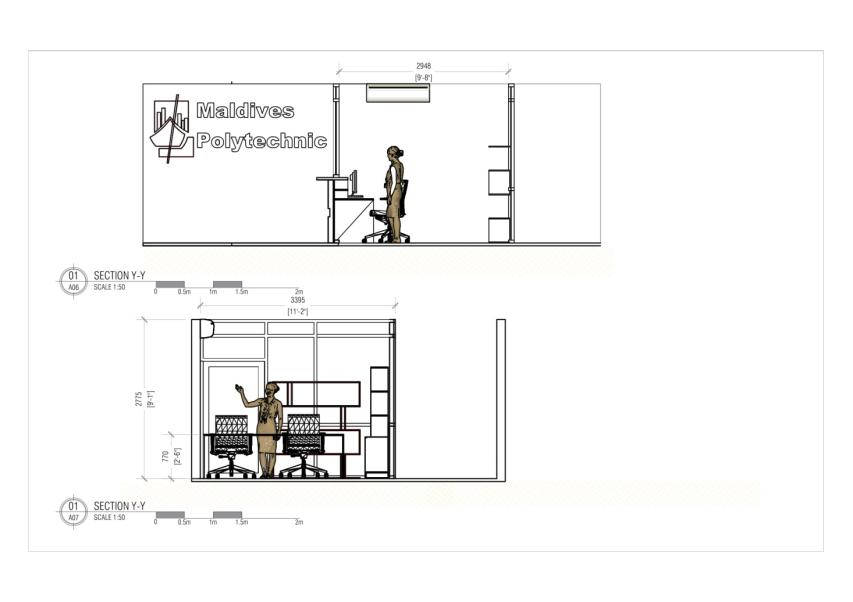 2948
[9'-8"]
Maldives
Polytechnic
01
A06
SECTION Y-Y
SCALE 1:50
0 0.5m 1m 1.5m 2m
3395
[11'-2"]
2775
[9'-1"]
770
[2'-6"]
01
A07
SECTION Y-Y
SCALE 1:50
0 0.5m 1m 1.5m 2m